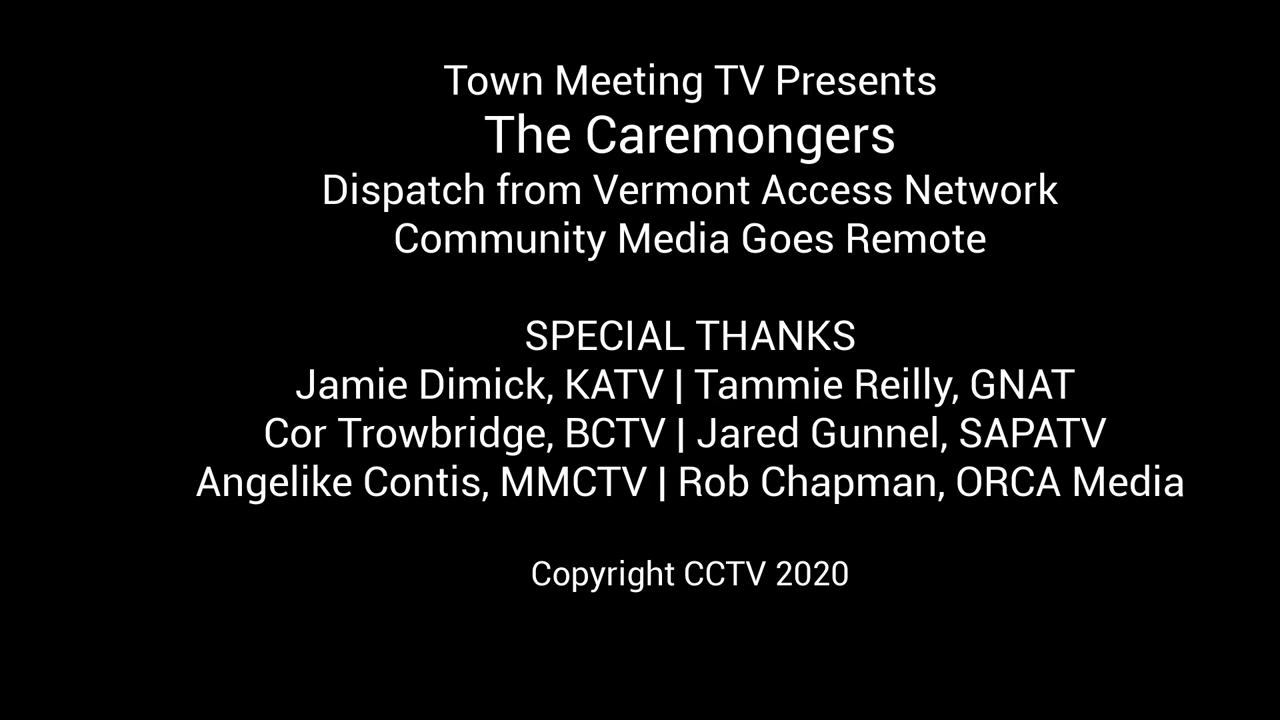 Town Meeting TV Presents
The Caremongers
Dispatch from Vermont Access Network
Community Media Goes Remote
SPECIAL THANKS
Jamie Dimick, KATV | Tammie Reilly, GNAT
Cor Trowbridge, BCTV | Jared Gunnel, SAPATV
Angelike Contis, MMCTV | Rob Chapman, ORCA Media
Copyright CCTV 2020